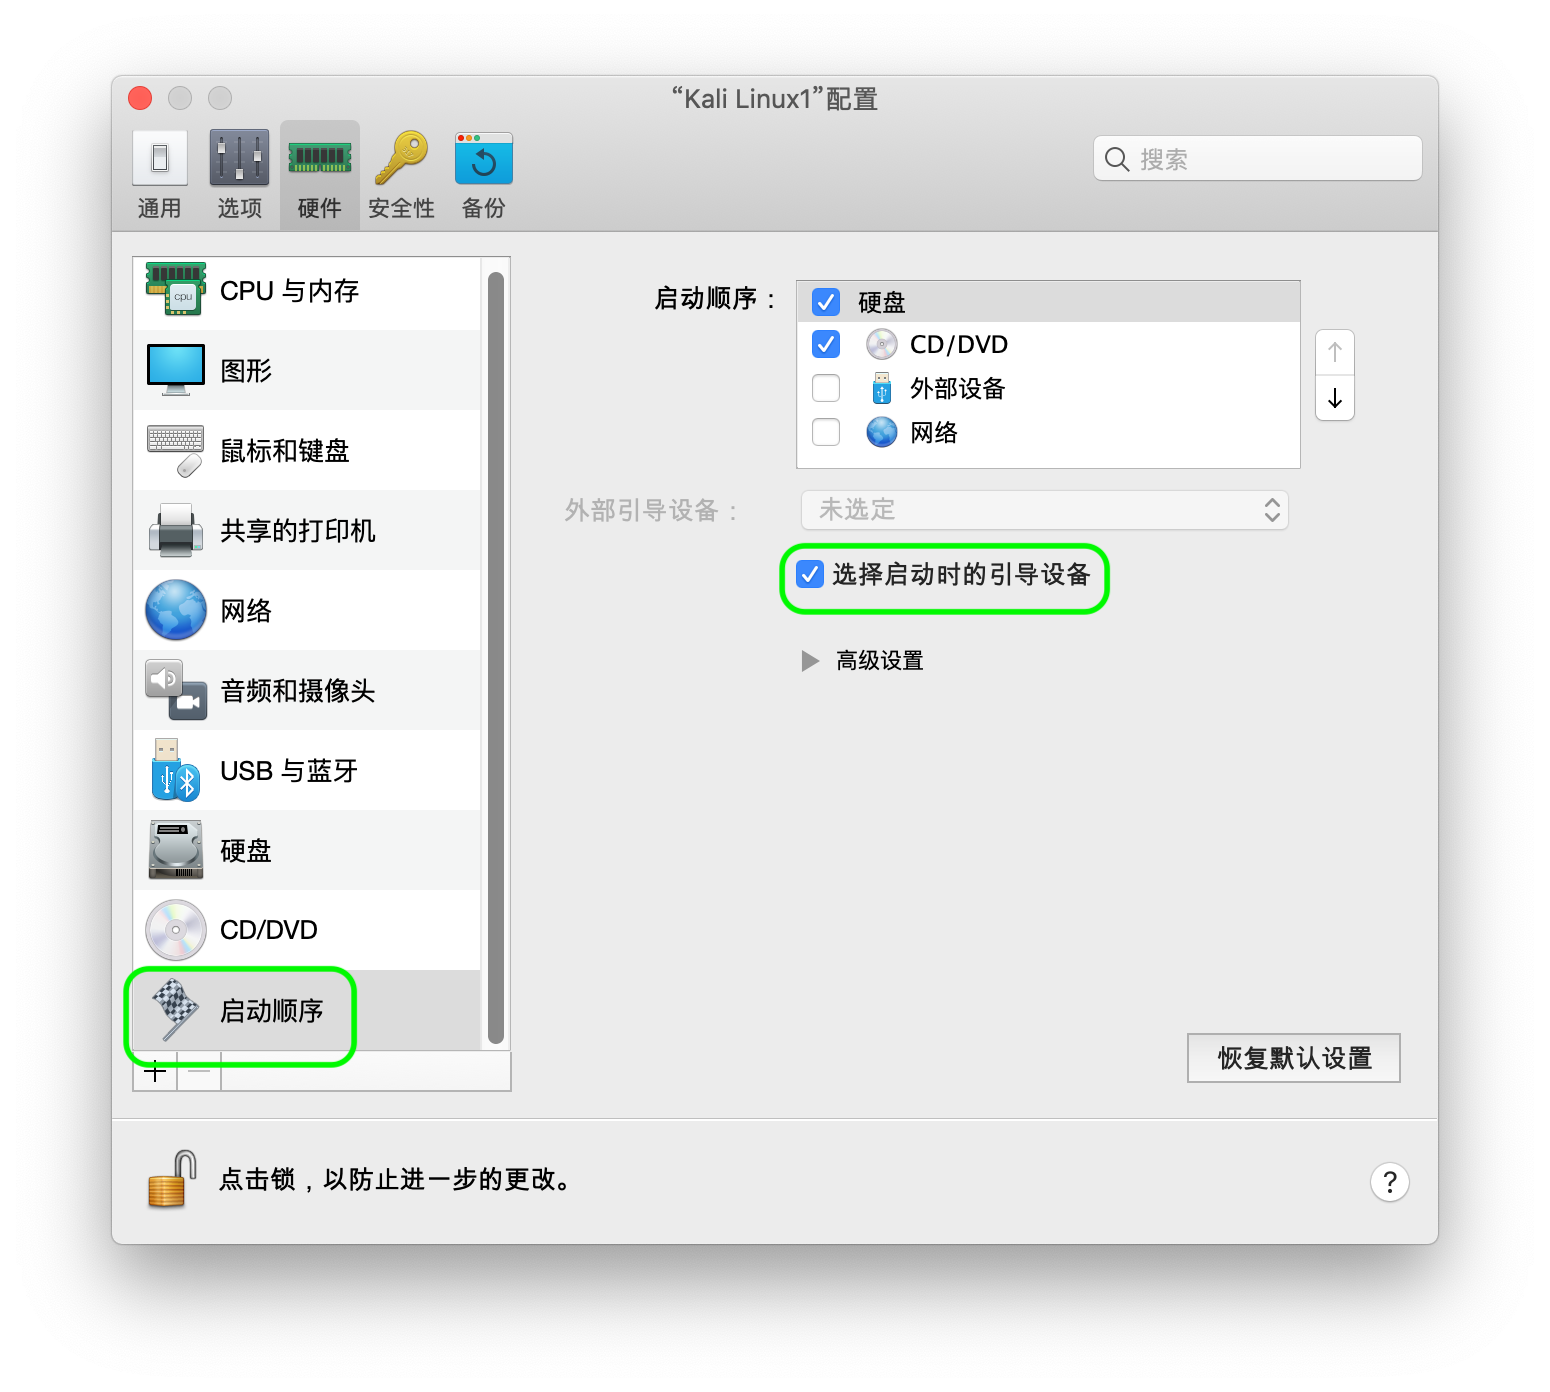 “Kali Linux1”配置
通用
选项
硬件
安全性
备份
搜索
CPU 与内存
cpu
图形
鼠标和键盘
共享的打印机
网络
音频和摄像头
USB 与蓝牙
硬盘
CD/DVD
启动顺序
启动顺序：
硬盘
CD/DVD
外部设备
网络
外部引导设备：
未选定
选择启动时的引导设备
高级设置
恢复默认设置
点击锁，以防止进一步的更改。
?